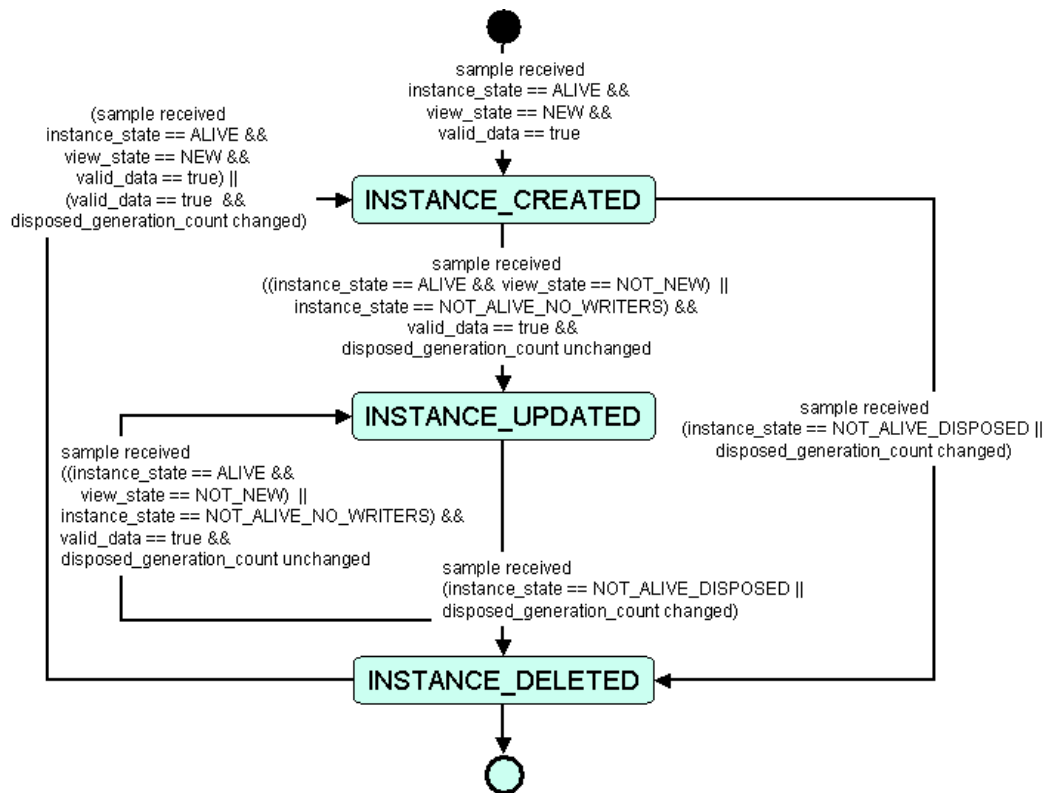 sample received
instance_state == ALIVE &&
view_state == NEW &&
valid_data == true
(sample received
instance_state == ALIVE &&
view_state == NEW &&
valid_data == true) ||
(valid_data == true &&
disposed_generation_count changed)
INSTANCE_CREATED
sample received
((instance_state == ALIVE && view_state == NOT_NEW) ||
instance_state == NOT_ALIVE_NO_WRITERS) &&
valid_data == true &&
disposed_generation_count unchanged
INSTANCE_UPDATED
sample received
(instance_state == NOT_ALIVE_DISPOSED ||
disposed_generation_count changed)
sample received
((instance_state == ALIVE &&
view_state == NOT_NEW) ||
instance_state == NOT_ALIVE_NO_WRITERS) &&
valid_data == true &&
disposed_generation_count unchanged
sample received
(instance_state == NOT_ALIVE_DISPOSED ||
disposed_generation_count changed)
INSTANCE_DELETED